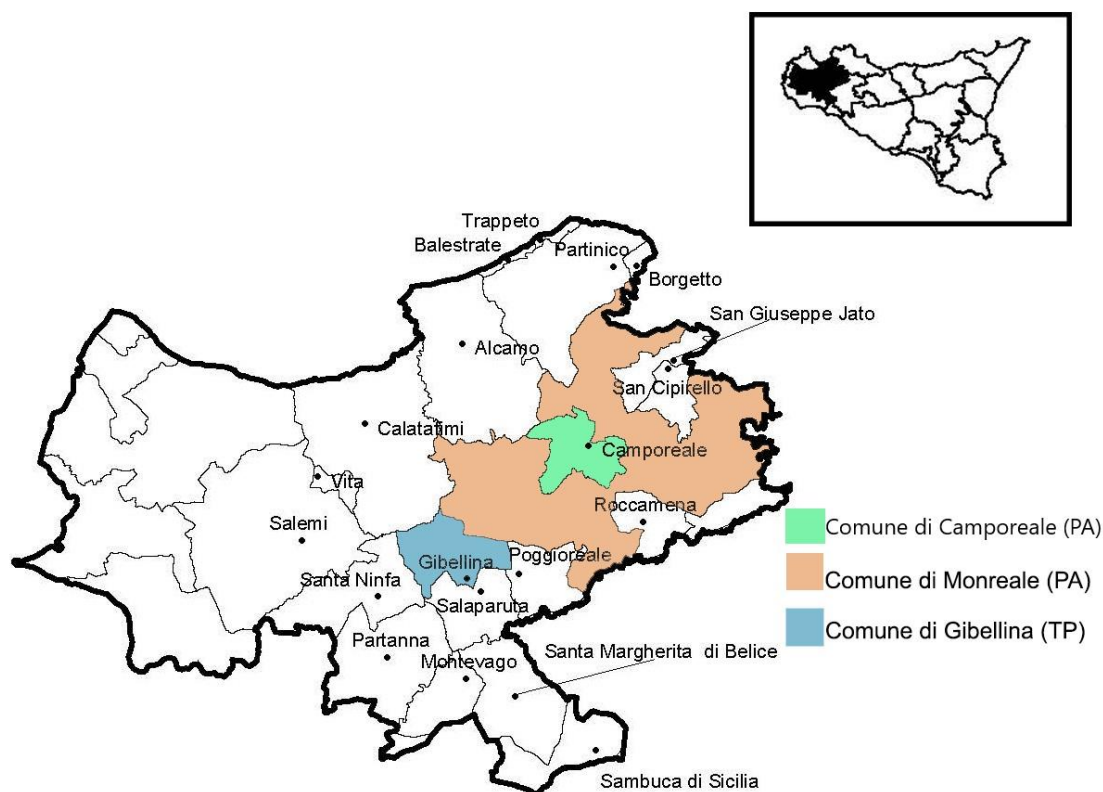 Trappeto
Balestrate
Partinico
Borgetto
San Giuseppe Jato
Alcamo
San Cipirello
Calatafimi
Camporeale
Vita
Roccamena
Salemi
Comune di Camporeale (PA)
Gibellina
Poggioreale
Santa Ninfa
Comune di Monreale (PA)
Salaparuta
Comune di Gibellina (TP)
Partanna
Santa Margherita di Belice
Montevago
Sambuca di Sicilia